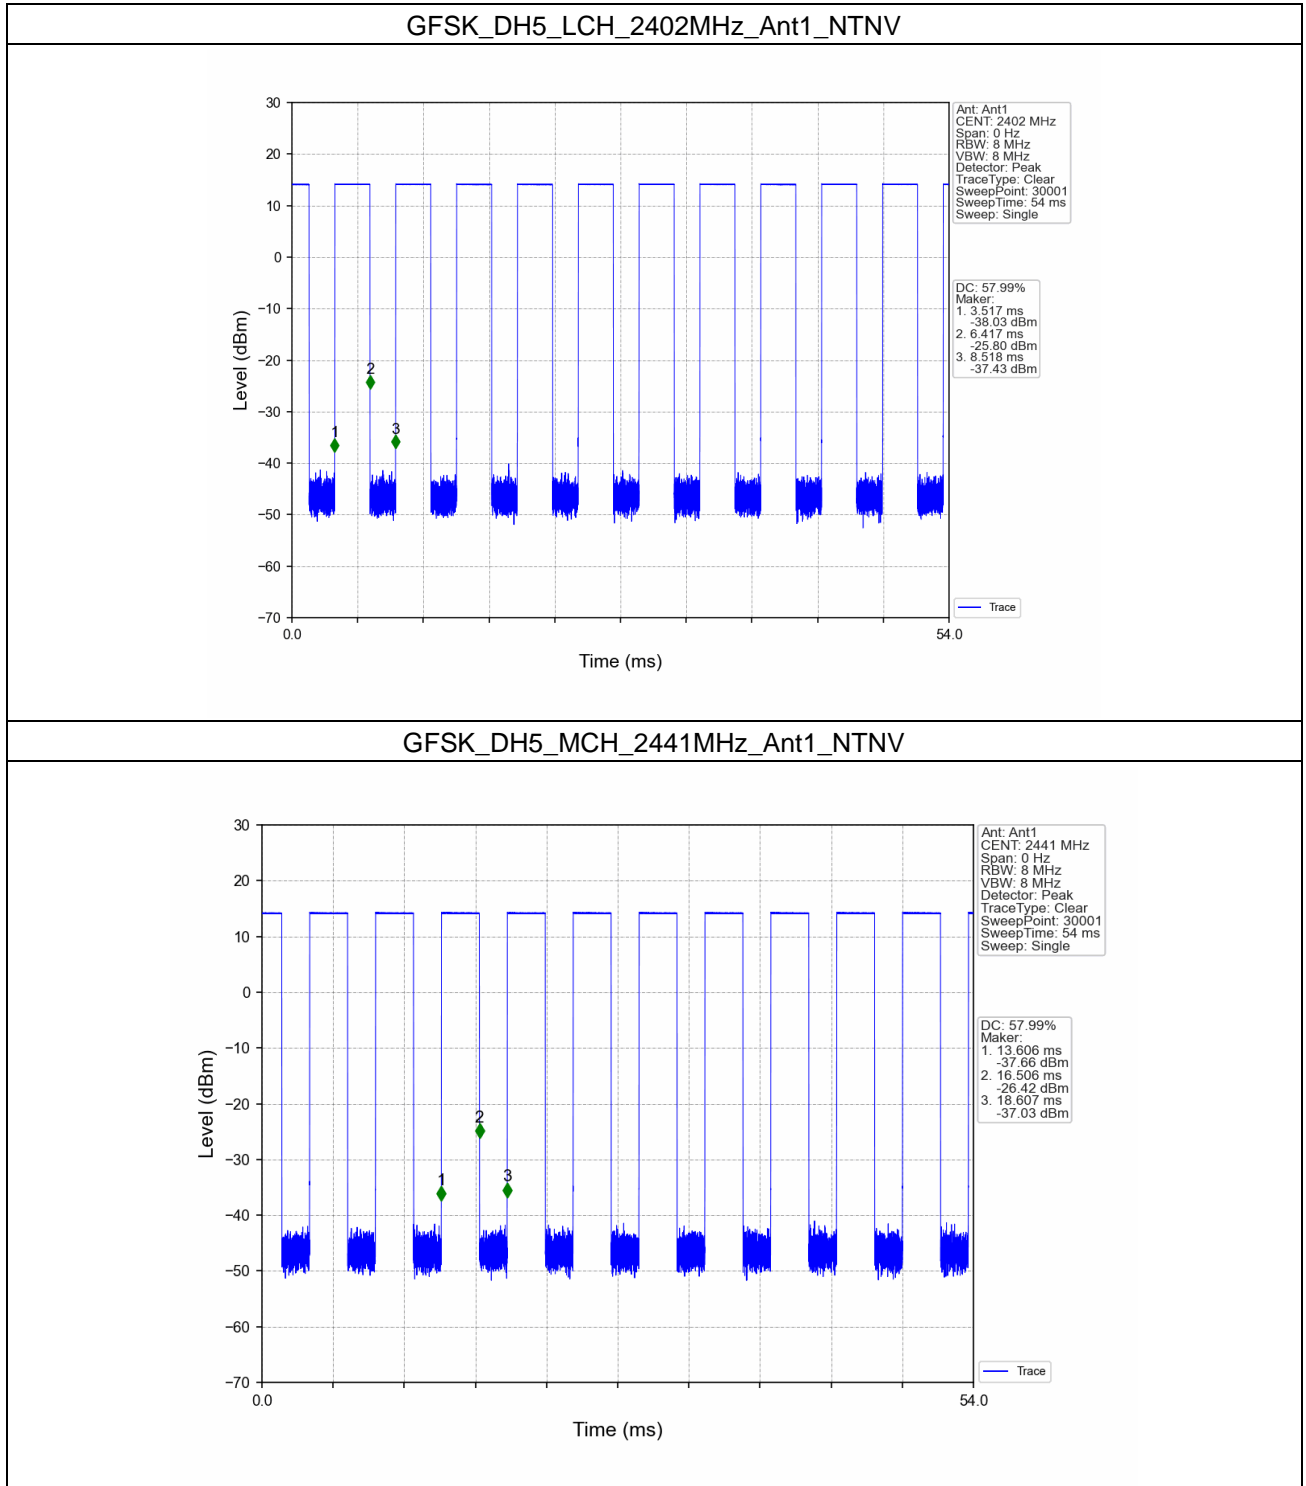 GFSK_DH5_LCH_2402MHz_Ant1_NTNV
30
20
10
0
−10
−20
−30
−40
−50
−60
−70
Level (dBm)
0.0
54.0
Time (ms)
1
2
3
Ant: Ant1
CENT: 2402 MHz
Span: 0 Hz
RBW: 8 MHz
VBW: 8 MHz
Detector: Peak
TraceType: Clear
SweepPoint: 30001
SweepTime: 54 ms
Sweep: Single
DC: 57.99%
Maker:
1. 3.517 ms
-38.03 dBm
2. 6.417 ms
-25.80 dBm
3. 8.518 ms
-37.43 dBm
Trace
GFSK_DH5_MCH_2441MHz_Ant1_NTNV
30
20
10
0
−10
−20
−30
−40
−50
−60
−70
Level (dBm)
0.0
54.0
Time (ms)
1
2
3
Ant: Ant1
CENT: 2441 MHz
Span: 0 Hz
RBW: 8 MHz
VBW: 8 MHz
Detector: Peak
TraceType: Clear
SweepPoint: 30001
SweepTime: 54 ms
Sweep: Single
DC: 57.99%
Maker:
1. 13.606 ms
-37.66 dBm
2. 16.506 ms
-26.42 dBm
3. 18.607 ms
-37.03 dBm
Trace